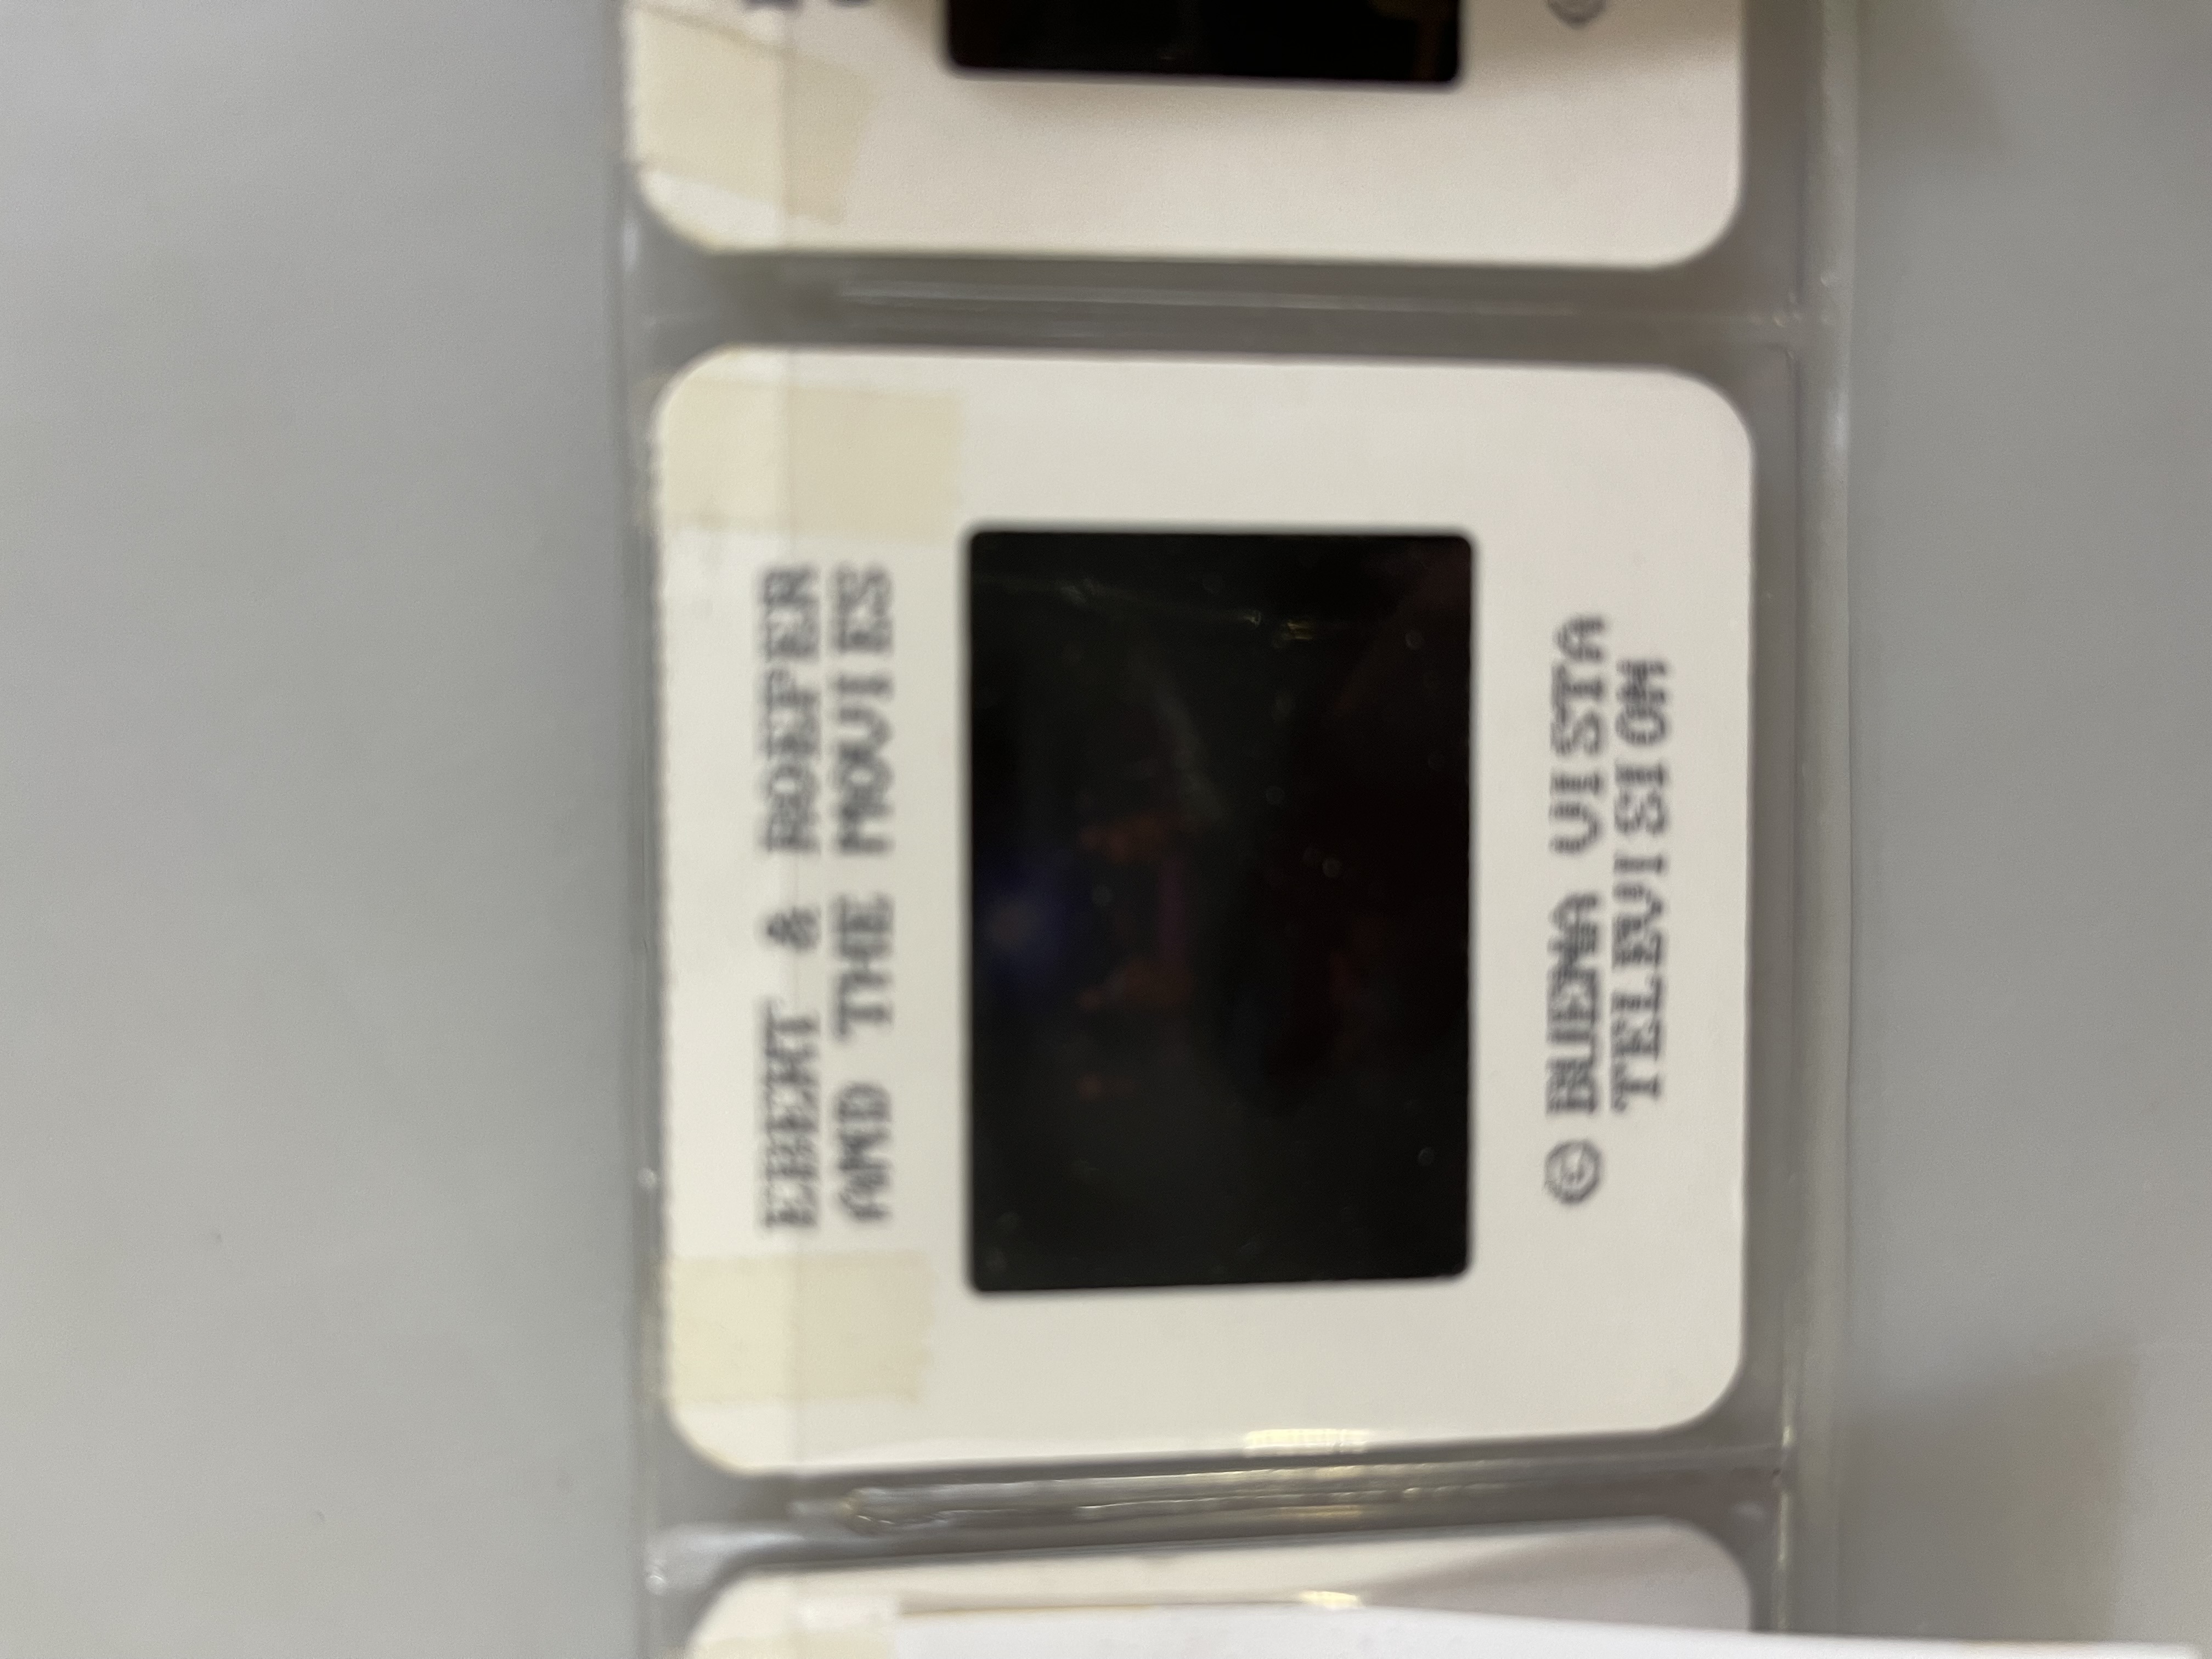 EBERT & ROEPER
AND THE MOVIES
© BUENA VISTA
TELEVISION